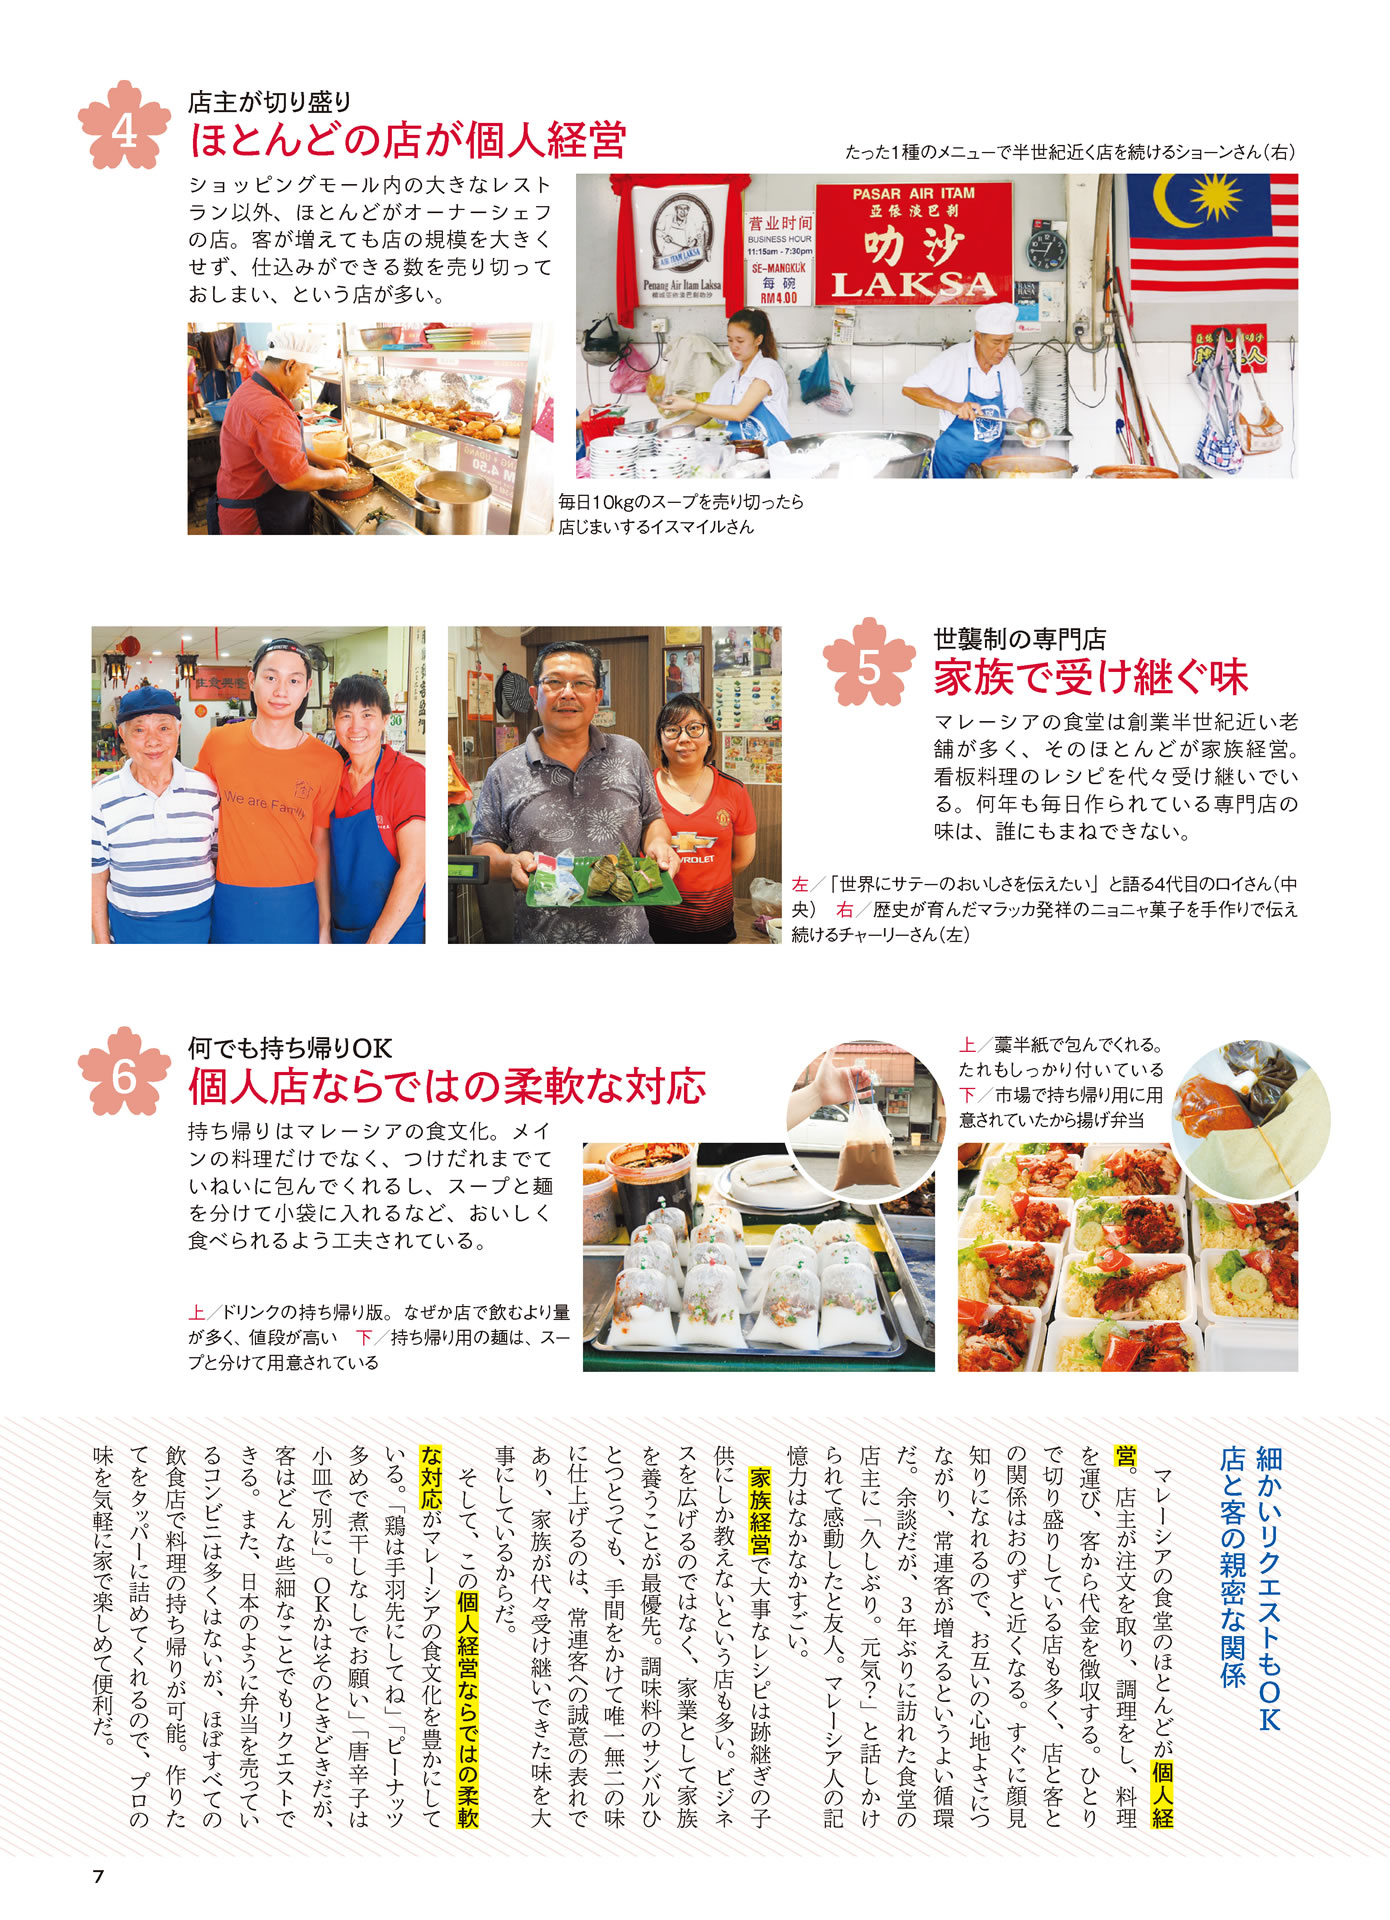 4
店主が切り盛り
ほとんどの店が個人経営
ショッピングモール内の大きなレスト
ラン以外、ほとんどがオーナーシェフ
の店。客が増えても店の規模を大きく
せず、仕込みができる数を売り切って
おしまい、という店が多い。
たった1種のメニューで半世紀近く店を続けるショーンさん（右）
AIR ITAM LAKSA
Penang Air Itam Laksa
营业时间
BUSINESS HOUR
11:15am - 7:30pm
SE-MANGKUK
每碗
RM4.00
PASAR AIR ITAM
亞依淡巴刹
叻沙
LAKSA
毎日10kgのスープを売り切ったら
店じまいするイスマイルさん
We are Family
CHEVROLET
5
世襲制の専門店
家族で受け継ぐ味
マレーシアの食堂は創業半世紀近い老
舗が多く、そのほとんどが家族経営。
看板料理のレシピを代々受け継いでい
る。何年も毎日作られている専門店の
味は、誰にもまねできない。
左／「世界にサテーのおいしさを伝えたい」と語る4代目のロイさん（中
央）　右／歴史が育んだマラッカ発祥のニョニャ菓子を手作りで伝え
続けるチャーリーさん（左）
6
何でも持ち帰りOK
個人店ならではの柔軟な対応
持ち帰りはマレーシアの食文化。メイ
ンの料理だけでなく、つけだれまでて
いねいに包んでくれるし、スープと麺
を分けて小袋に入れるなど、おいしく
食べられるよう工夫されている。
上／ドリンクの持ち帰り版。なぜか店で飲むより量
が多く、値段が高い　下／持ち帰り用の麺は、スー
プと分けて用意されている
上／藁半紙で包んでくれる。
たれもしっかり付いている
下／市場で持ち帰り用に用
意されていたから揚げ弁当
細かいリクエストもOK
店と客の親密な関係
マレーシアの食堂のほとんどが個人経
営。店主が注文を取り、調理をし、料理
を運び、客から代金を徴収する。ひとり
で切り盛りしている店も多く、店と客と
の関係はおのずと近くなる。すぐに顔見
知りになれるので、お互いの心地よさにつ
ながり、常連客が増えるというよい循環
だ。余談だが、3年ぶりに訪れた食堂の
店主に「久しぶり。元気？」と話しかけ
られて感動したと友人。マレーシア人の記
憶力はなかなかすごい。
家族経営で大事なレシピは跡継ぎの子
供にしか教えないという店も多い。ビジネ
スを広げるのではなく、家業として家族
を養うことが最優先。調味料のサンバルひ
とつとっても、手間をかけて唯一無二の味
に仕上げるのは、常連客への誠意の表れで
あり、家族が代々受け継いできた味を大
事にしているからだ。
そして、この個人経営ならではの柔軟
な対応がマレーシアの食文化を豊かにして
いる。「鶏は手羽先にしてね」「ピーナッツ
多めで煮干しなしでお願い」「唐辛子は
小皿で別に」。OKかはそのときどきだが、
客はどんな些細なことでもリクエストで
きる。また、日本のように弁当を売ってい
るコンビニは多くはないが、ほぼすべての
飲食店で料理の持ち帰りが可能。作りた
てをタッパーに詰めてくれるので、プロの
味を気軽に家で楽しめて便利だ。
7